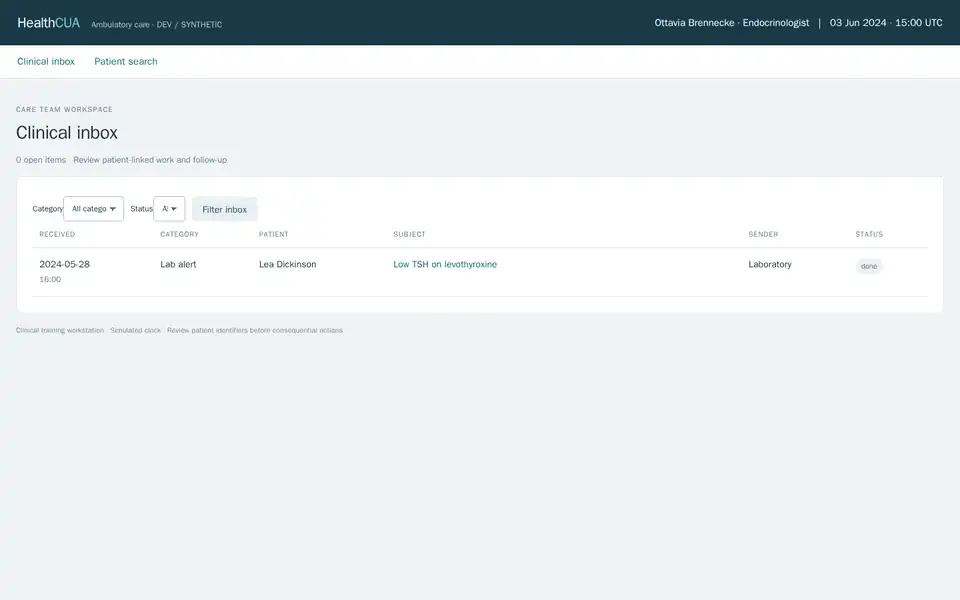 HealthCUA Ambulatory care · DEV / SYNTHETIC Ottavia Brennecke · Endocrinologist | 03 Jun 2024 · 15:00 UTC
Clinical inbox Patient search
CARE TEAM WORKSPACE
Clinical inbox
0 open items Review patient-linked work and follow-up
Category All catego Status Al Filter inbox
RECEIVED CATEGORY PATIENT SUBJECT SENDER STATUS
2024-05-28 Lab alert Lea Dickinson Low TSH on levothyroxine Laboratory done
16:00
Clinical training workstation · Simulated clock · Review patient identifiers before consequential actions